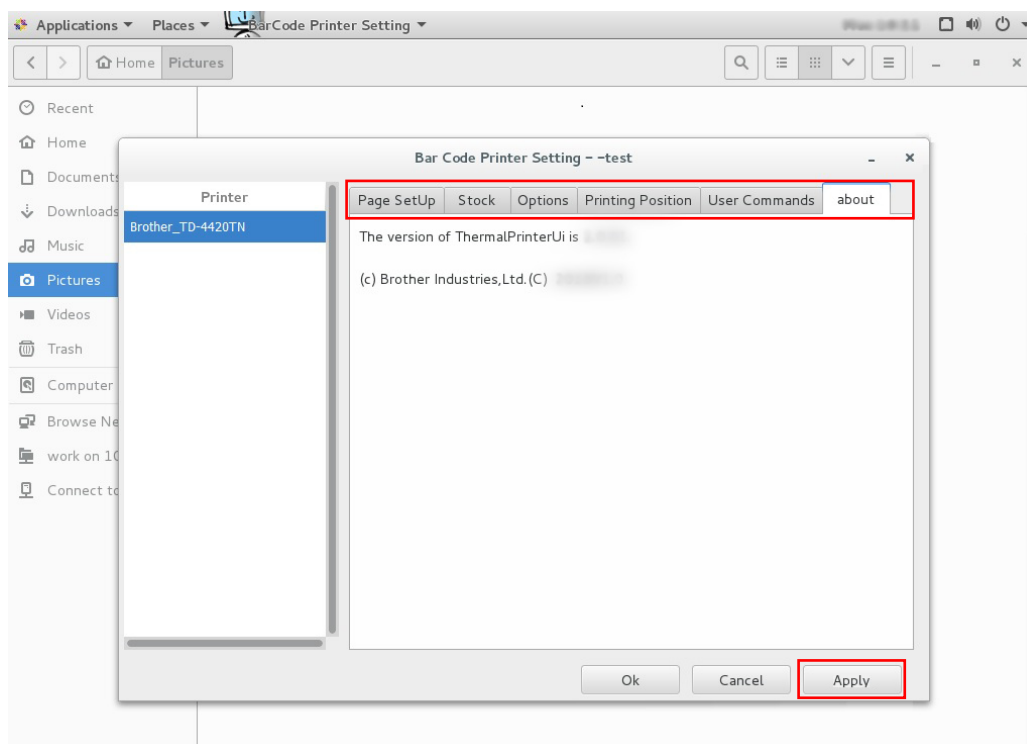 Applications Places BarCode Printer Setting
Home Pictures
Recent
Home
Documents
Downloads
Music
Pictures
Videos
Trash
Computer
Browse Ne
work on 10
Connect to
Bar Code Printer Setting – –test
Printer
Brother_TD-4420TN
Page SetUp Stock Options Printing Position User Commands about
The version of ThermalPrinterUi is
(c) Brother Industries,Ltd.(C)
Ok Cancel Apply